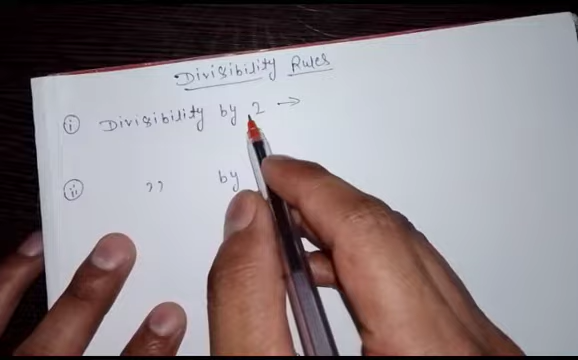 Divisibility Rules
(i) Divisibility by 2 →
(ii) ,, by